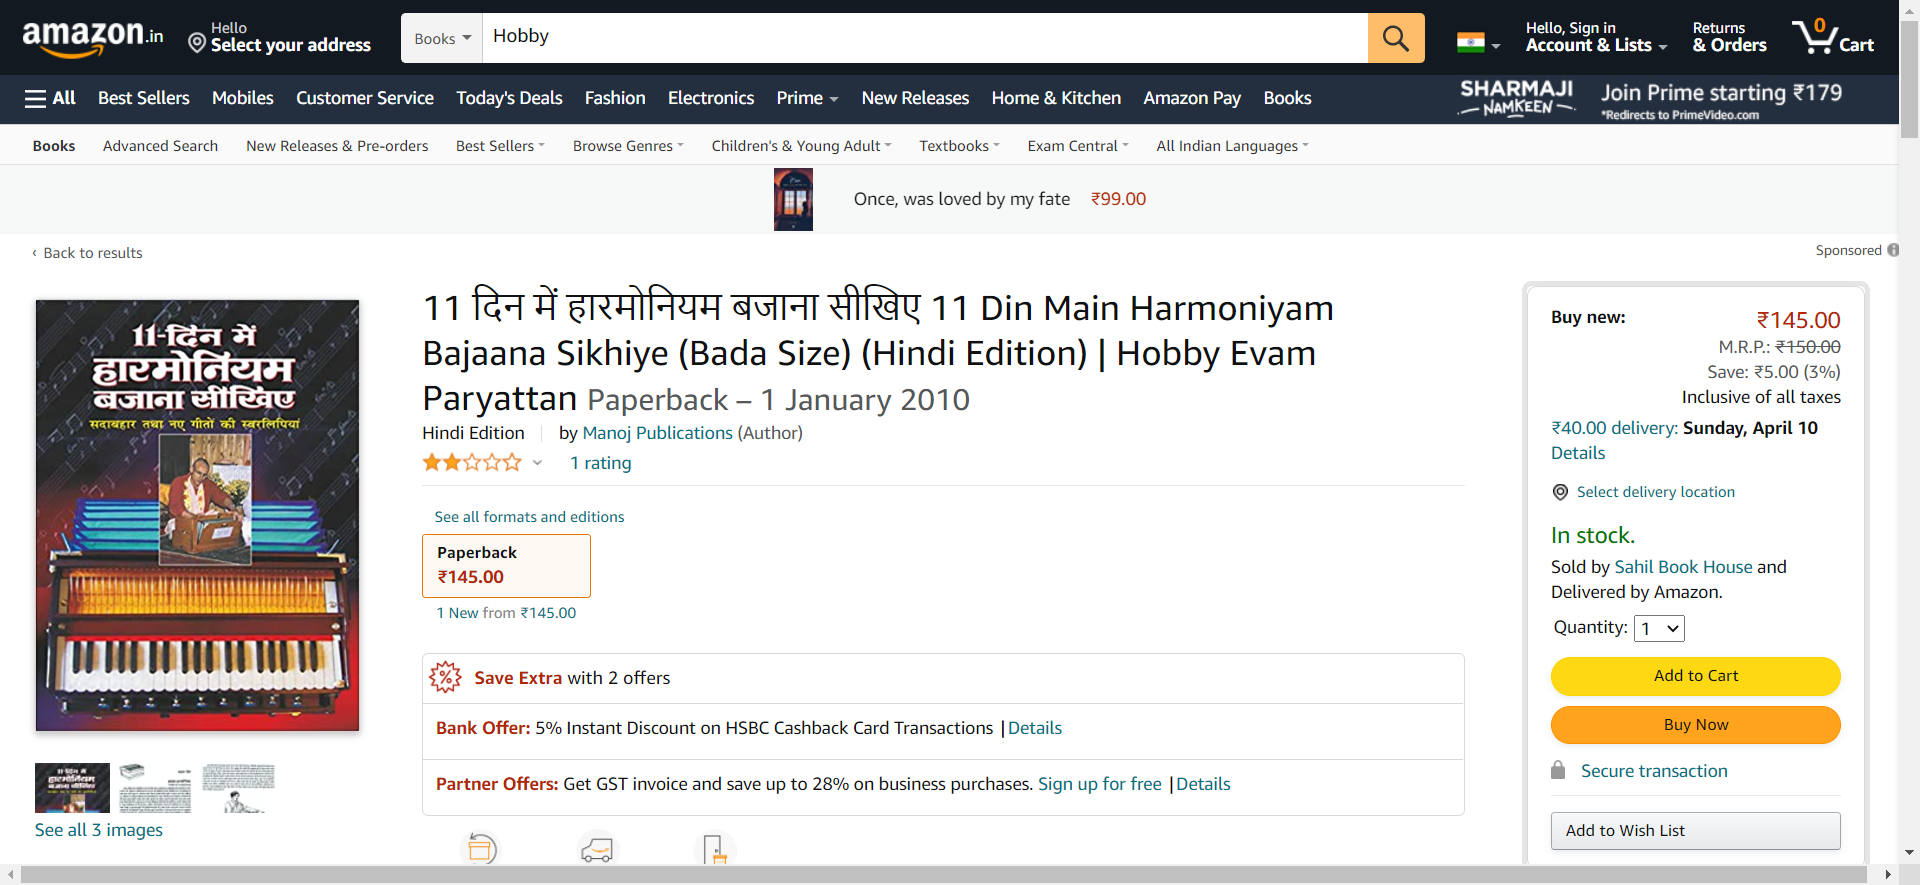 amazon.in
Hello
Select your address
Books
Hobby
Hello, Sign in
Account & Lists
Returns
& Orders
0
Cart
All
Best Sellers
Mobiles
Customer Service
Today's Deals
Fashion
Electronics
Prime
New Releases
Home & Kitchen
Amazon Pay
Books
SHARMAJI
NAMKEEN
Join Prime starting ₹179
*Redirects to PrimeVideo.com
Books
Advanced Search
New Releases & Pre-orders
Best Sellers
Browse Genres
Children's & Young Adult
Textbooks
Exam Central
All Indian Languages
Once, was loved by my fate
₹99.00
‹ Back to results
Sponsored
11-दिन में
हारमोनियम
बजाना सीखिए
सदाबहार तथा नए गीतों की स्वरलिपियां
See all 3 images
11 दिन में हारमोनियम बजाना सीखिए 11 Din Main Harmoniyam
Bajaana Sikhiye (Bada Size) (Hindi Edition) | Hobby Evam
Paryattan Paperback – 1 January 2010
Hindi Edition
by Manoj Publications (Author)
1 rating
See all formats and editions
Paperback
₹145.00
1 New from ₹145.00
Save Extra with 2 offers
Bank Offer: 5% Instant Discount on HSBC Cashback Card Transactions | Details
Partner Offers: Get GST invoice and save up to 28% on business purchases. Sign up for free | Details
Buy new:
₹145.00
M.R.P.: ₹150.00
Save: ₹5.00 (3%)
Inclusive of all taxes
₹40.00 delivery: Sunday, April 10
Details
Select delivery location
In stock.
Sold by Sahil Book House and
Delivered by Amazon.
Quantity: 1
Add to Cart
Buy Now
Secure transaction
Add to Wish List